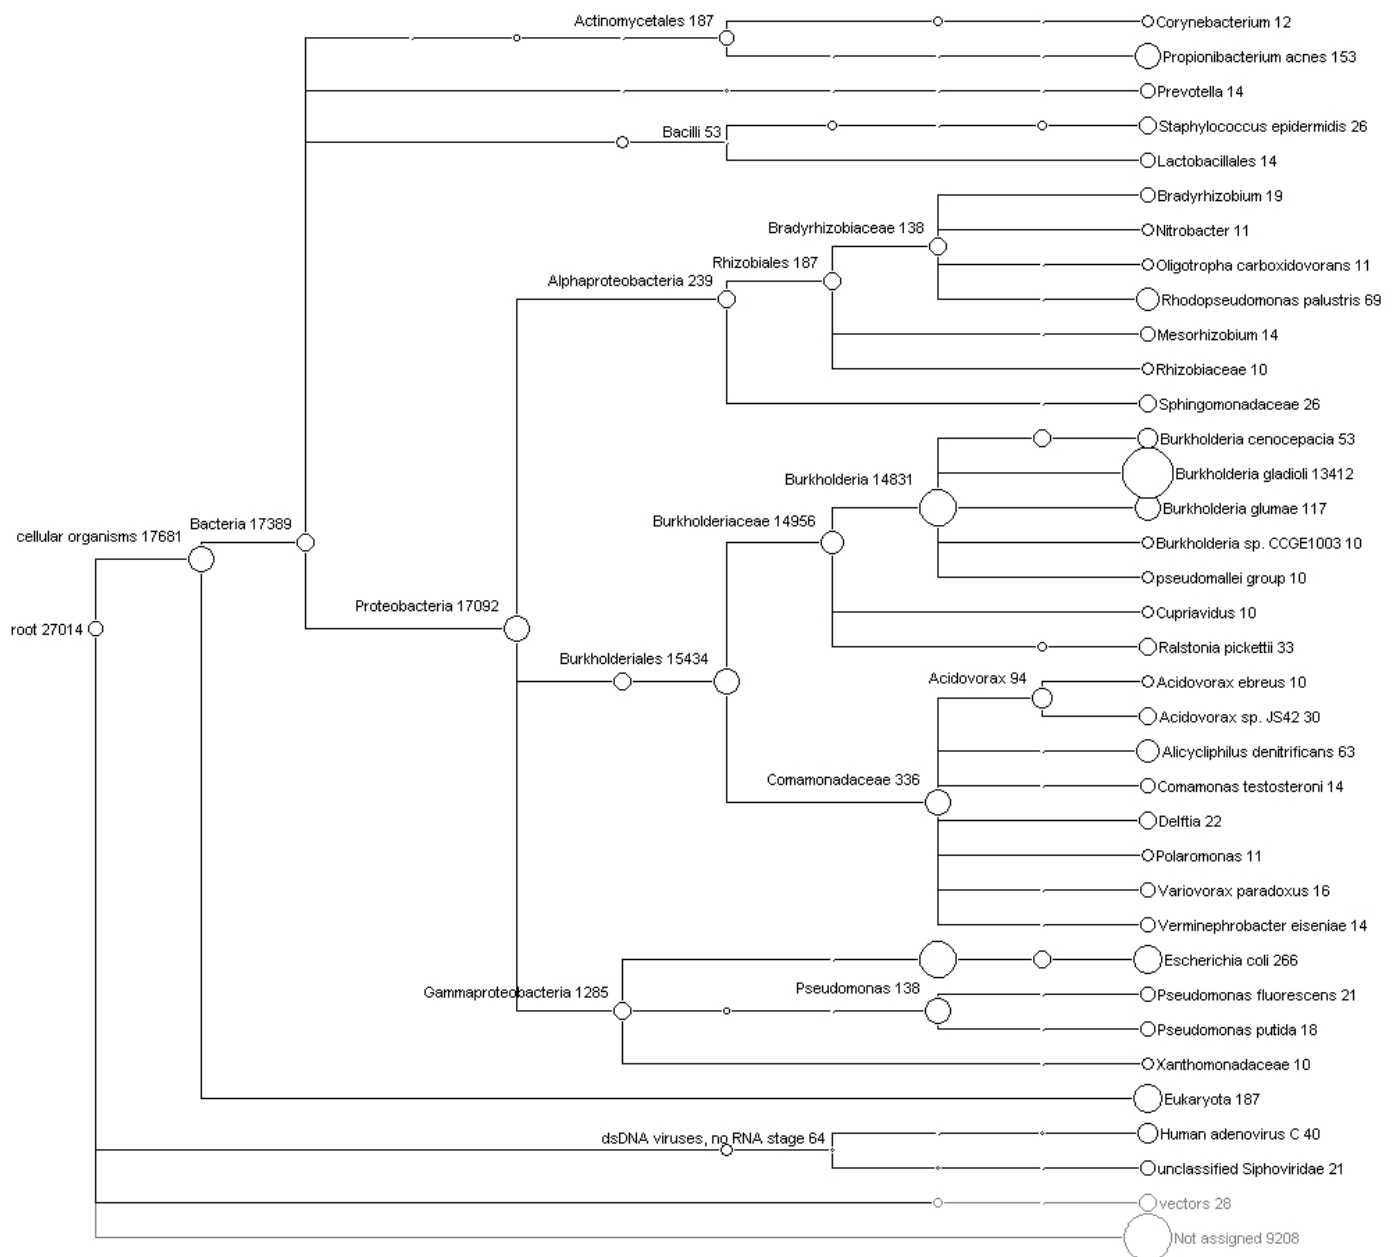 Actinomycetales 187
Corynebacterium 12
Propionibacterium acnes 153
Prevotella 14
Bacilli 53
Staphylococcus epidermidis 26
Lactobacillales 14
Bradyrhizobium 19
Bradyrhizobiaceae 138
Nitrobacter 11
Rhizobiales 187
Oligotropha carboxidovorans 11
Alphaproteobacteria 239
Rhodopseudomonas palustris 69
Mesorhizobium 14
Rhizobiaceae 10
Sphingomonadaceae 26
Burkholderia cenocepacia 53
Burkholderia 14831
Burkholderia gladioli 13412
Burkholderia glumae 117
Burkholderiaceae 14956
Bacteria 17389
cellular organisms 17681
Burkholderia sp. CCGE1003 10
pseudomallei group 10
Proteobacteria 17092
Cupriavidus 10
root 27014
Ralstonia pickettii 33
Burkholderiales 15434
Acidovorax 94
Acidovorax ebreus 10
Acidovorax sp. JS42 30
Alicycliphilus denitrificans 63
Comamonadaceae 336
Comamonas testosteroni 14
Delftia 22
Polaromonas 11
Variovorax paradoxus 16
Verminephrobacter eiseniae 14
Escherichia coli 266
Gammaproteobacteria 1285
Pseudomonas 138
Pseudomonas fluorescens 21
Pseudomonas putida 18
Xanthomonadaceae 10
Eukaryota 187
dsDNA viruses, no RNA stage 64
Human adenovirus C 40
unclassified Siphoviridae 21
vectors 28
Not assigned 9208